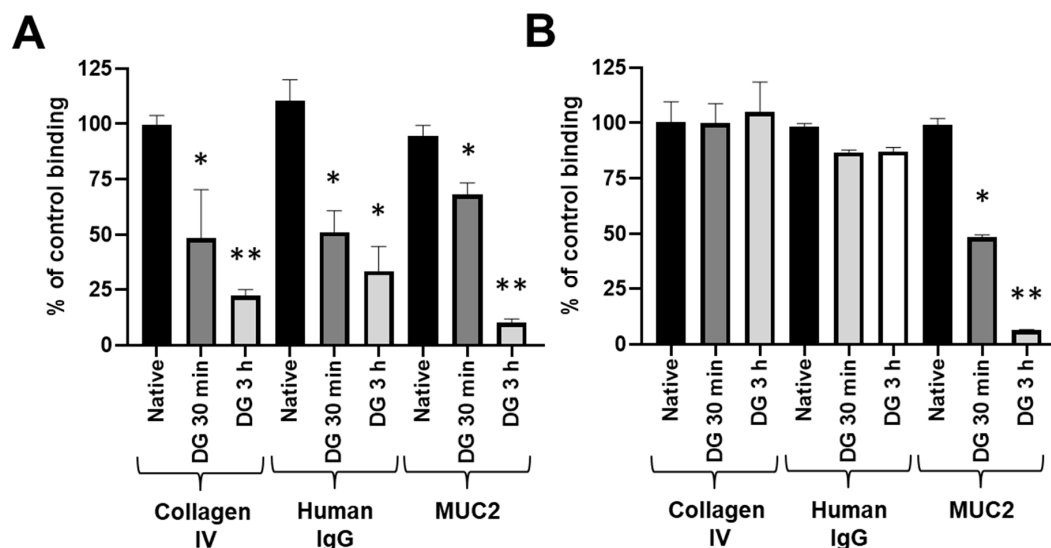 A
% of control binding
125
100
75
50
25
0
*
**
*
*
*
**
Native
DG 30 min
DG 3 h
Native
DG 30 min
DG 3 h
Native
DG 30 min
DG 3 h
Collagen
IV
Human
IgG
MUC2
B
% of control binding
125
100
75
50
25
0
*
**
Native
DG 30 min
DG 3 h
Native
DG 30 min
DG 3 h
Native
DG 30 min
DG 3 h
Collagen
IV
Human
IgG
MUC2